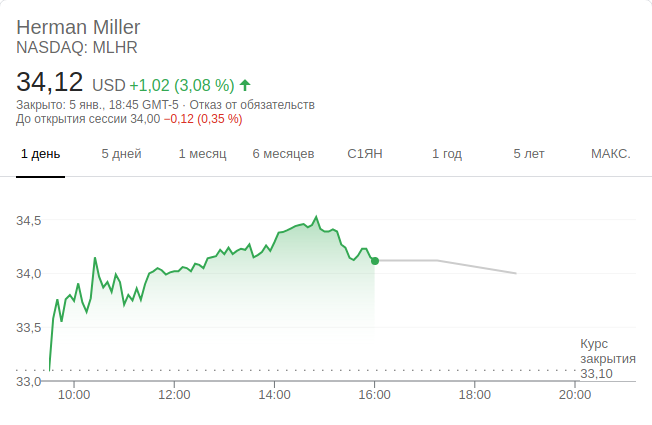 Herman Miller
NASDAQ: MLHR
34,12 USD +1,02 (3,08 %)
Закрыто: 5 янв., 18:45 GMT-5 · Отказ от обязательств
До открытия сессии 34,00 −0,12 (0,35 %)
1 день 5 дней 1 месяц 6 месяцев С1ЯН 1 год 5 лет МАКС.
34,5
34,0
33,5
Курс
закрытия
33,10
33,0
10:00 12:00 14:00 16:00 18:00 20:00